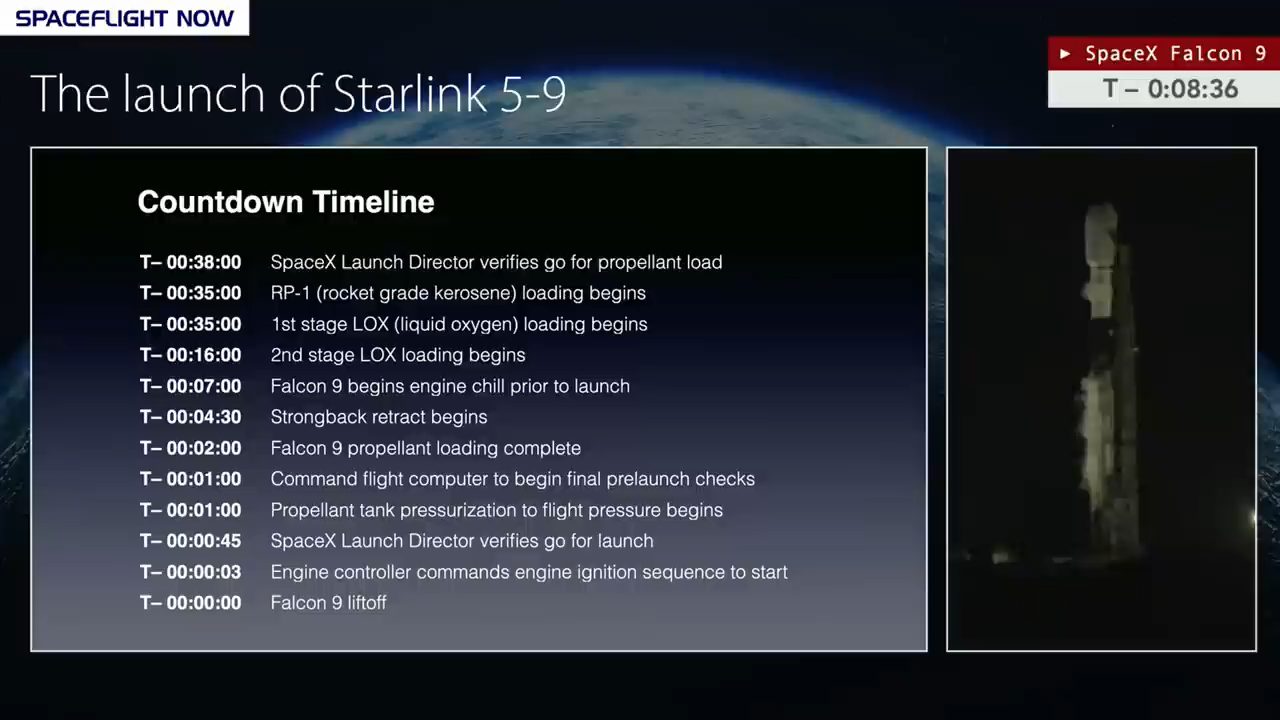 SPACEFLIGHT NOW
► SpaceX Falcon 9
T – 0:08:36
The launch of Starlink 5-9
Countdown Timeline
T– 00:38:00 SpaceX Launch Director verifies go for propellant load
T– 00:35:00 RP-1 (rocket grade kerosene) loading begins
T– 00:35:00 1st stage LOX (liquid oxygen) loading begins
T– 00:16:00 2nd stage LOX loading begins
T– 00:07:00 Falcon 9 begins engine chill prior to launch
T– 00:04:30 Strongback retract begins
T– 00:02:00 Falcon 9 propellant loading complete
T– 00:01:00 Command flight computer to begin final prelaunch checks
T– 00:01:00 Propellant tank pressurization to flight pressure begins
T– 00:00:45 SpaceX Launch Director verifies go for launch
T– 00:00:03 Engine controller commands engine ignition sequence to start
T– 00:00:00 Falcon 9 liftoff